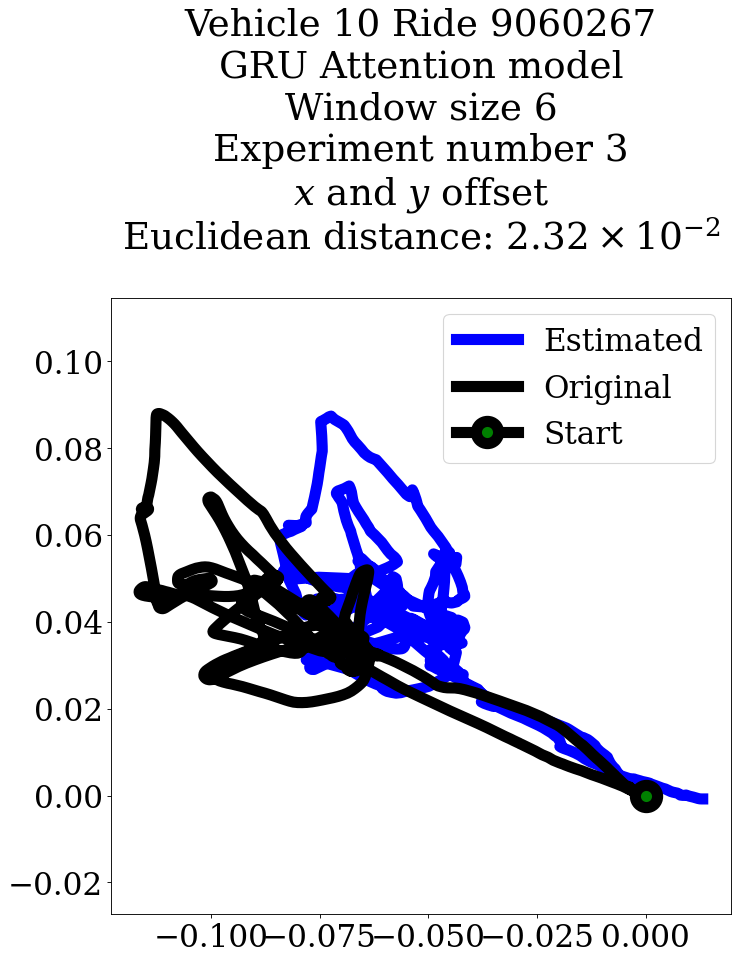 Vehicle 10 Ride 9060267
GRU Attention model
Window size 6
Experiment number 3
x and y offset
Euclidean distance: 2.32 × 10⁻²
Estimated
Original
Start
0.10
0.08
0.06
0.04
0.02
0.00
−0.02
−0.100 −0.075 −0.050 −0.025 0.000